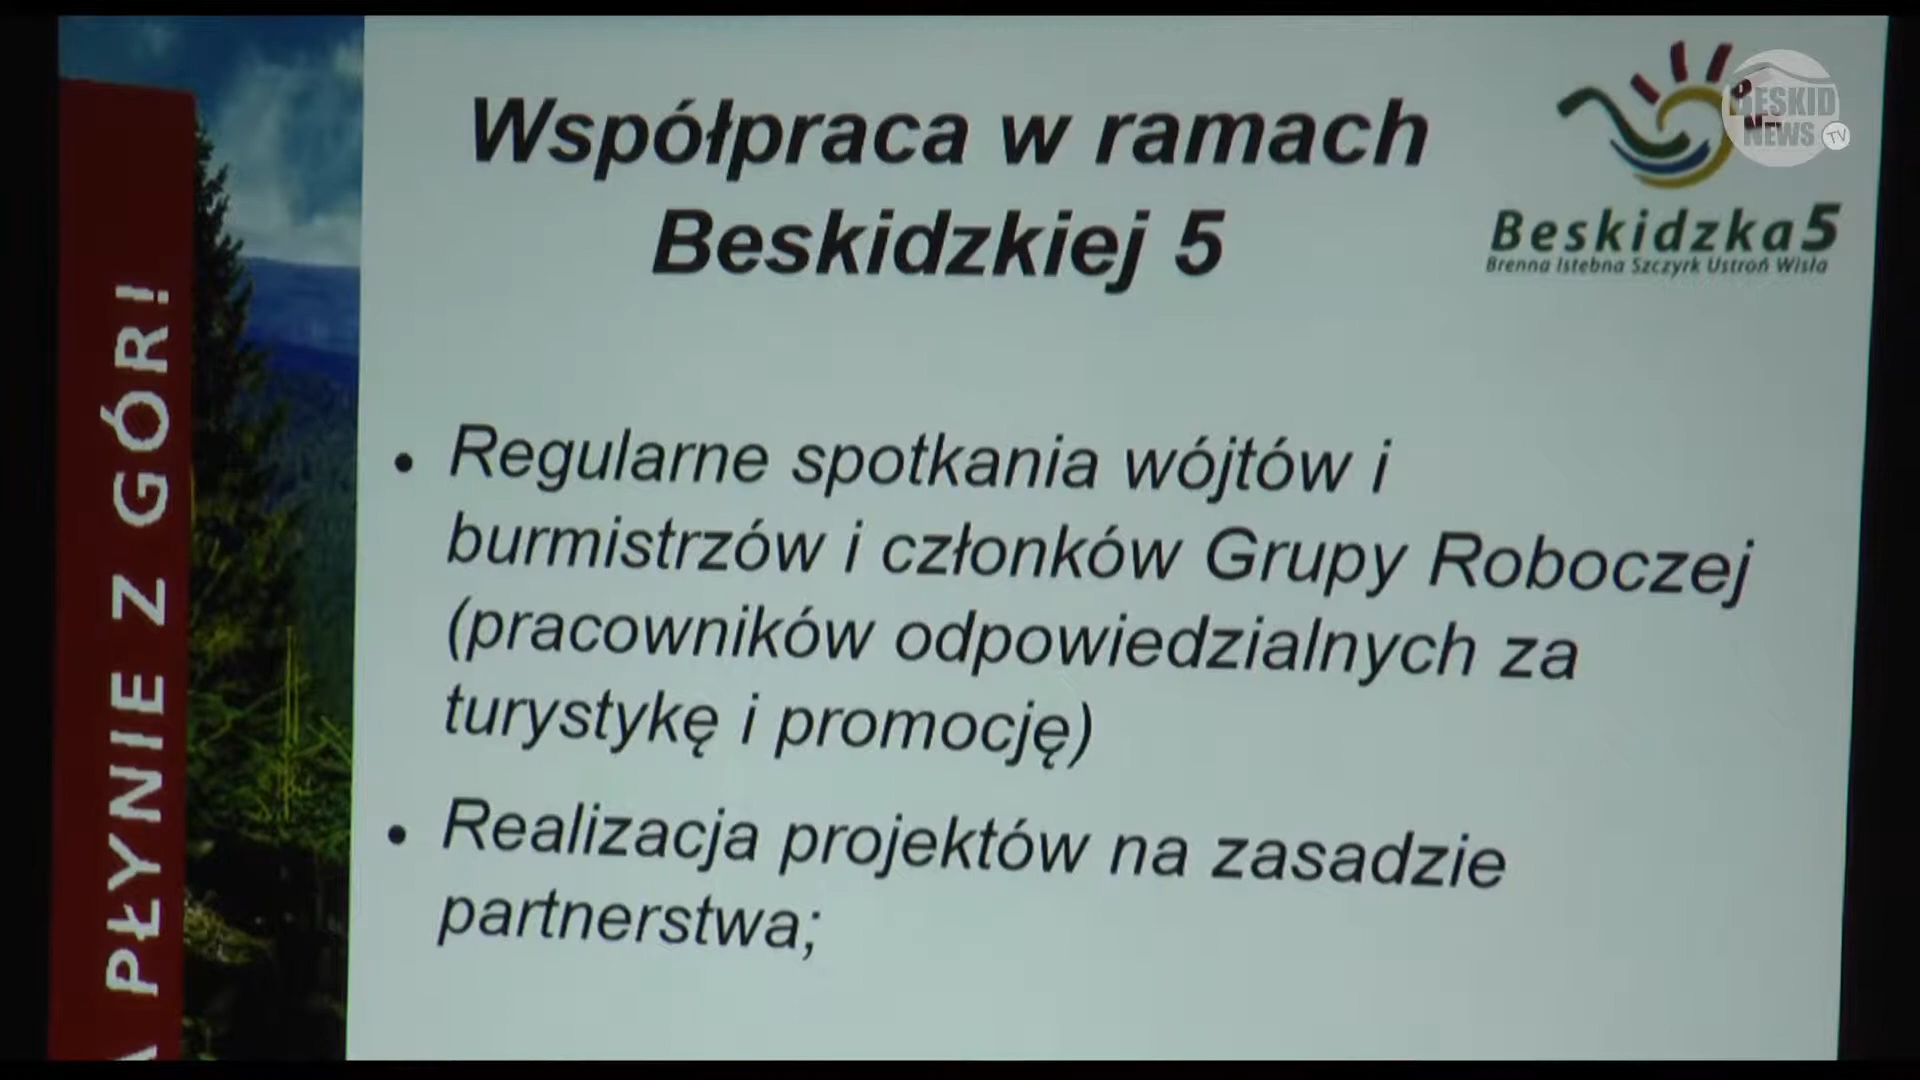 Współpraca w ramach
Beskidzkiej 5
BESKID
NEWS
TV
Beskidzka5
Brenna Istebna Szczyrk Ustroń Wisła
• Regularne spotkania wójtów i
burmistrzów i członków Grupy Roboczej
(pracowników odpowiedzialnych za
turystykę i promocję)
• Realizacja projektów na zasadzie
partnerstwa;
PŁYNIE Z GÓR!